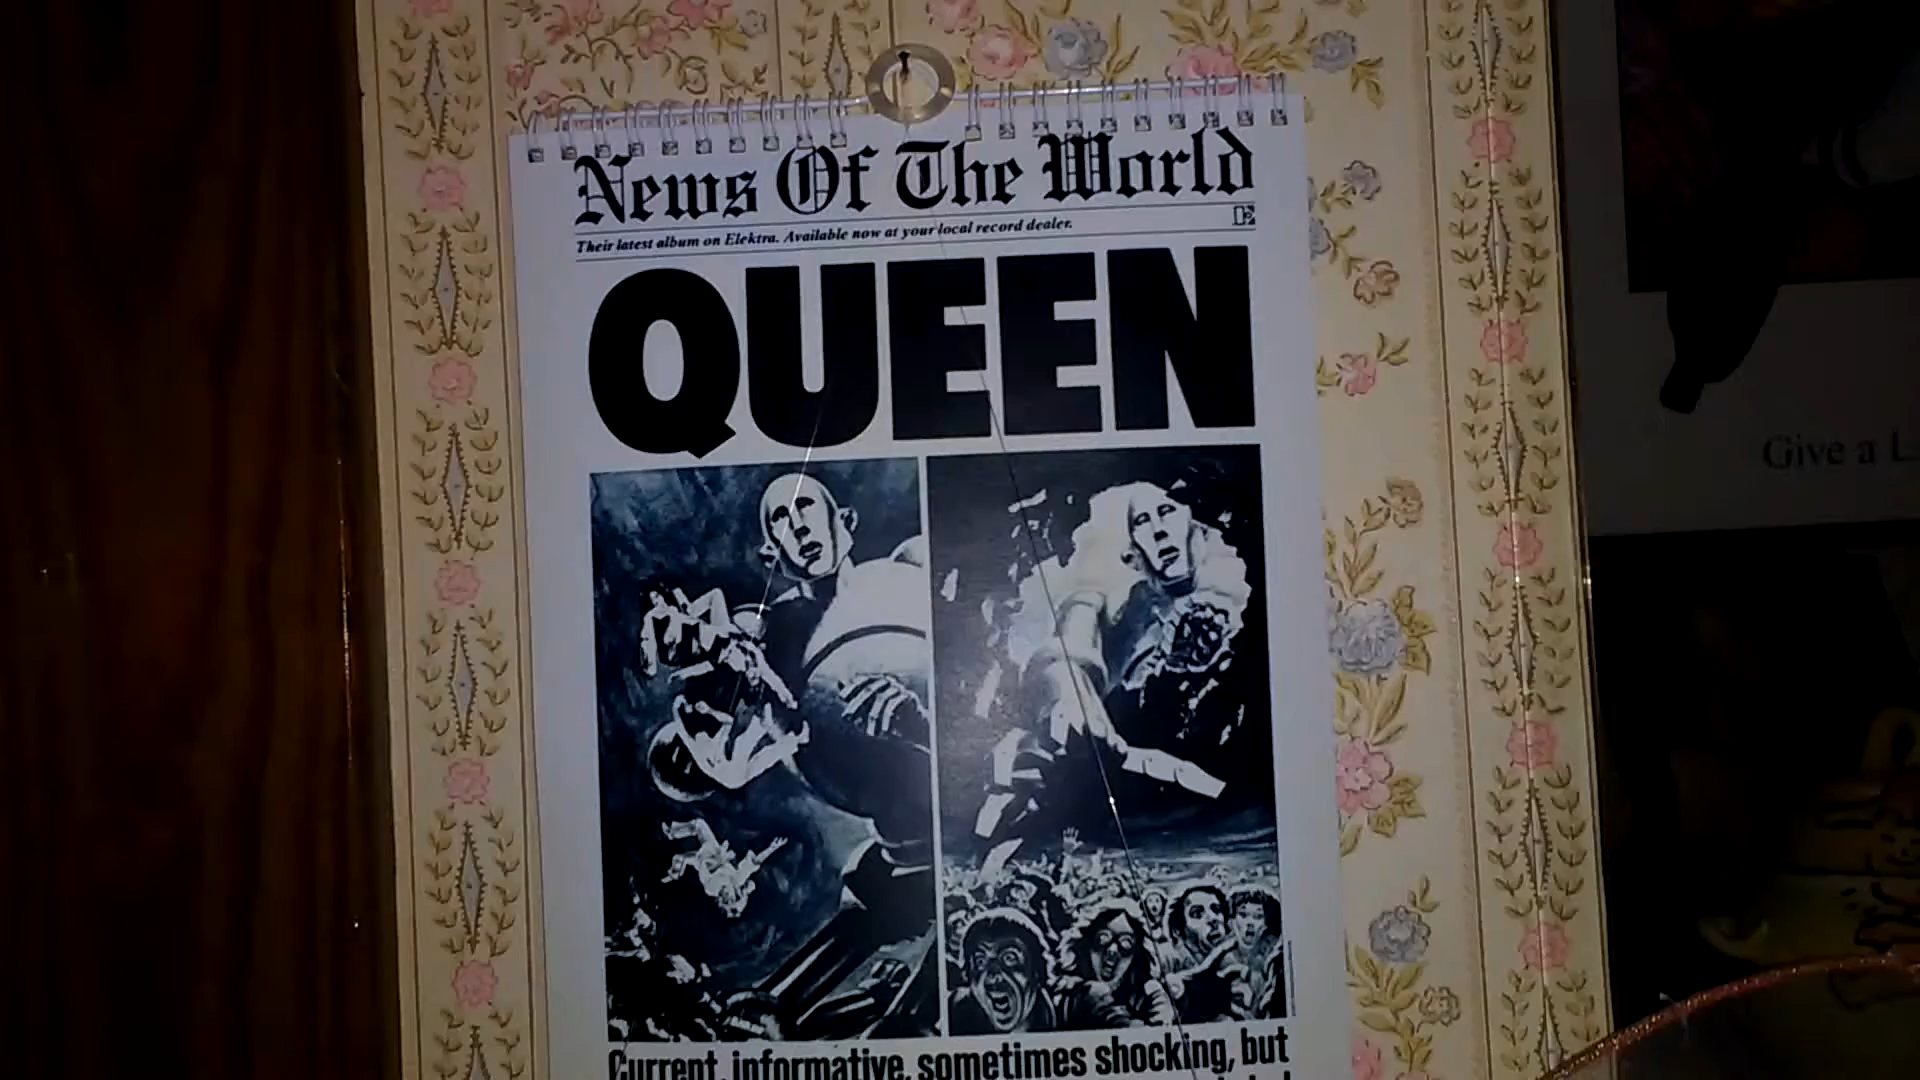 News Of The World
Their latest album on Elektra. Available now at your local record dealer.
QUEEN
Give a
Current, informative, sometimes shocking, but